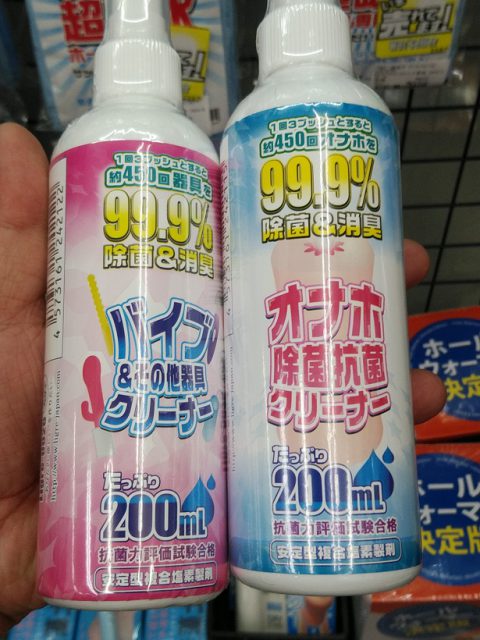 1回3プッシュとすると
約450回器具を
99.9%
除菌&消臭
バイブ
&その他器具
クリーナー
たっぷり
200mL
抗菌力評価試験合格
安定型複合塩素製剤
4 573161 242122
1回3プッシュとすると
約450回オナホを
99.9%
除菌&消臭
オナホ
除菌抗菌
クリーナー
たっぷり
200mL
抗菌力評価試験合格
安定型複合塩素製剤
ホール
ウォーマ
決定版
ホール
ウォーマ
決定版